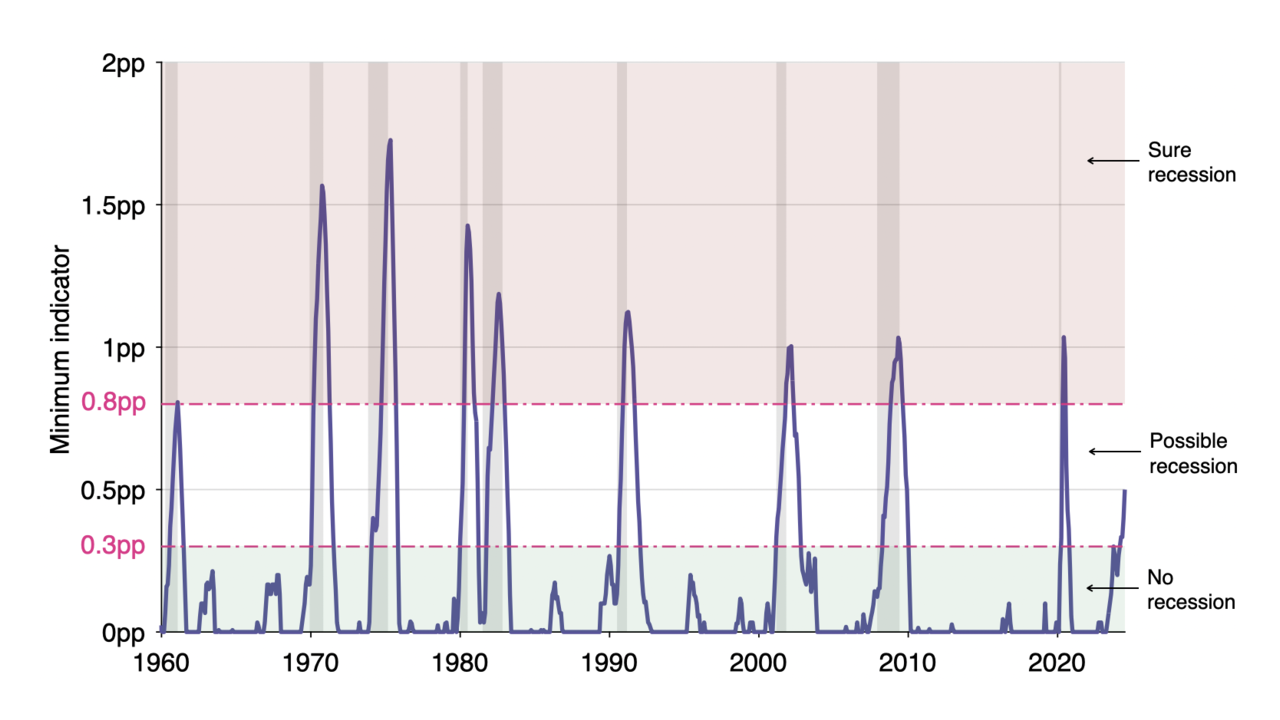 2pp
1.5pp
1pp
0.8pp
0.5pp
0.3pp
0pp
Minimum indicator
1960 1970 1980 1990 2000 2010 2020
Sure
recession
Possible
recession
No
recession